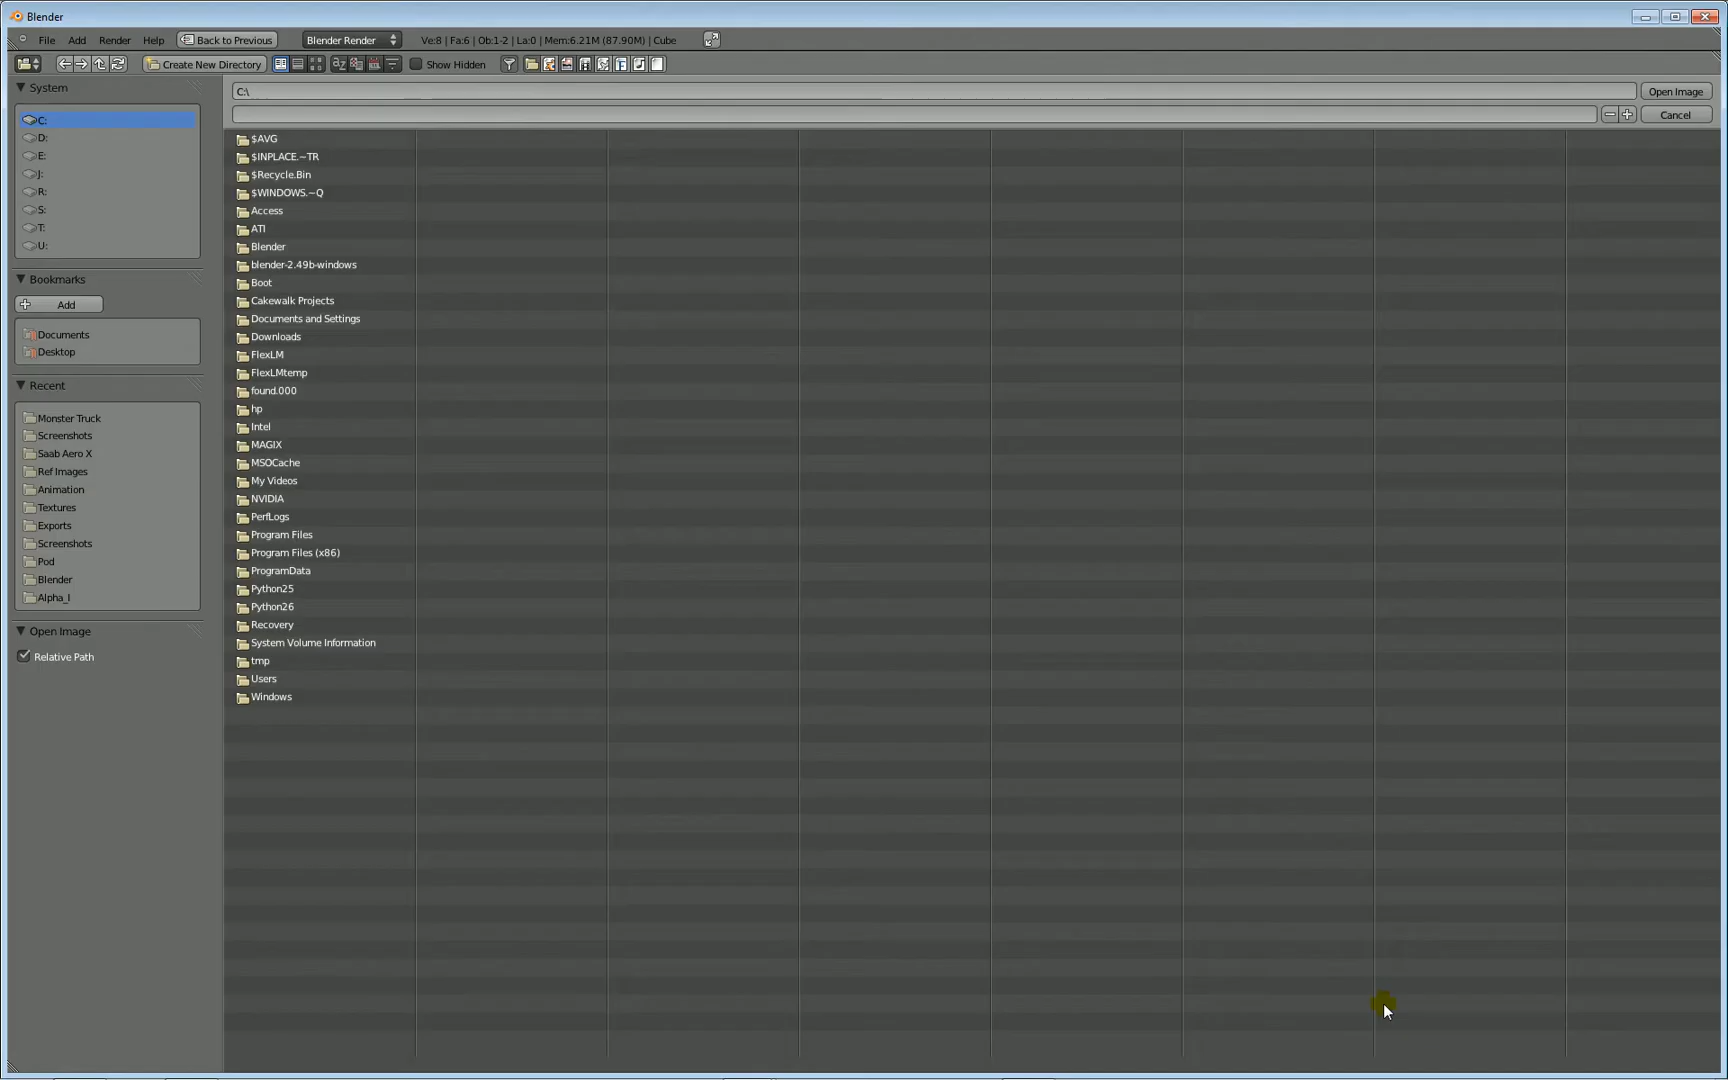 Blender
File Add Render Help Back to Previous Blender Render Ve:8 | Fa:6 | Ob:1-2 | La:0 | Mem:6.21M (87.90M) | Cube
Create New Directory Show Hidden
System
C:\ Open Image
Cancel
C:
D:
E:
J:
R:
S:
T:
U:
Bookmarks
Add
Documents
Desktop
Recent
Monster Truck
Screenshots
Saab Aero X
Ref Images
Animation
Textures
Exports
Screenshots
Pod
Blender
Alpha_I
Open Image
Relative Path
$AVG
$INPLACE.~TR
$Recycle.Bin
$WINDOWS.~Q
Access
ATI
Blender
blender-2.49b-windows
Boot
Cakewalk Projects
Documents and Settings
Downloads
FlexLM
FlexLMtemp
found.000
hp
Intel
MAGIX
MSOCache
My Videos
NVIDIA
PerfLogs
Program Files
Program Files (x86)
ProgramData
Python25
Python26
Recovery
System Volume Information
tmp
Users
Windows